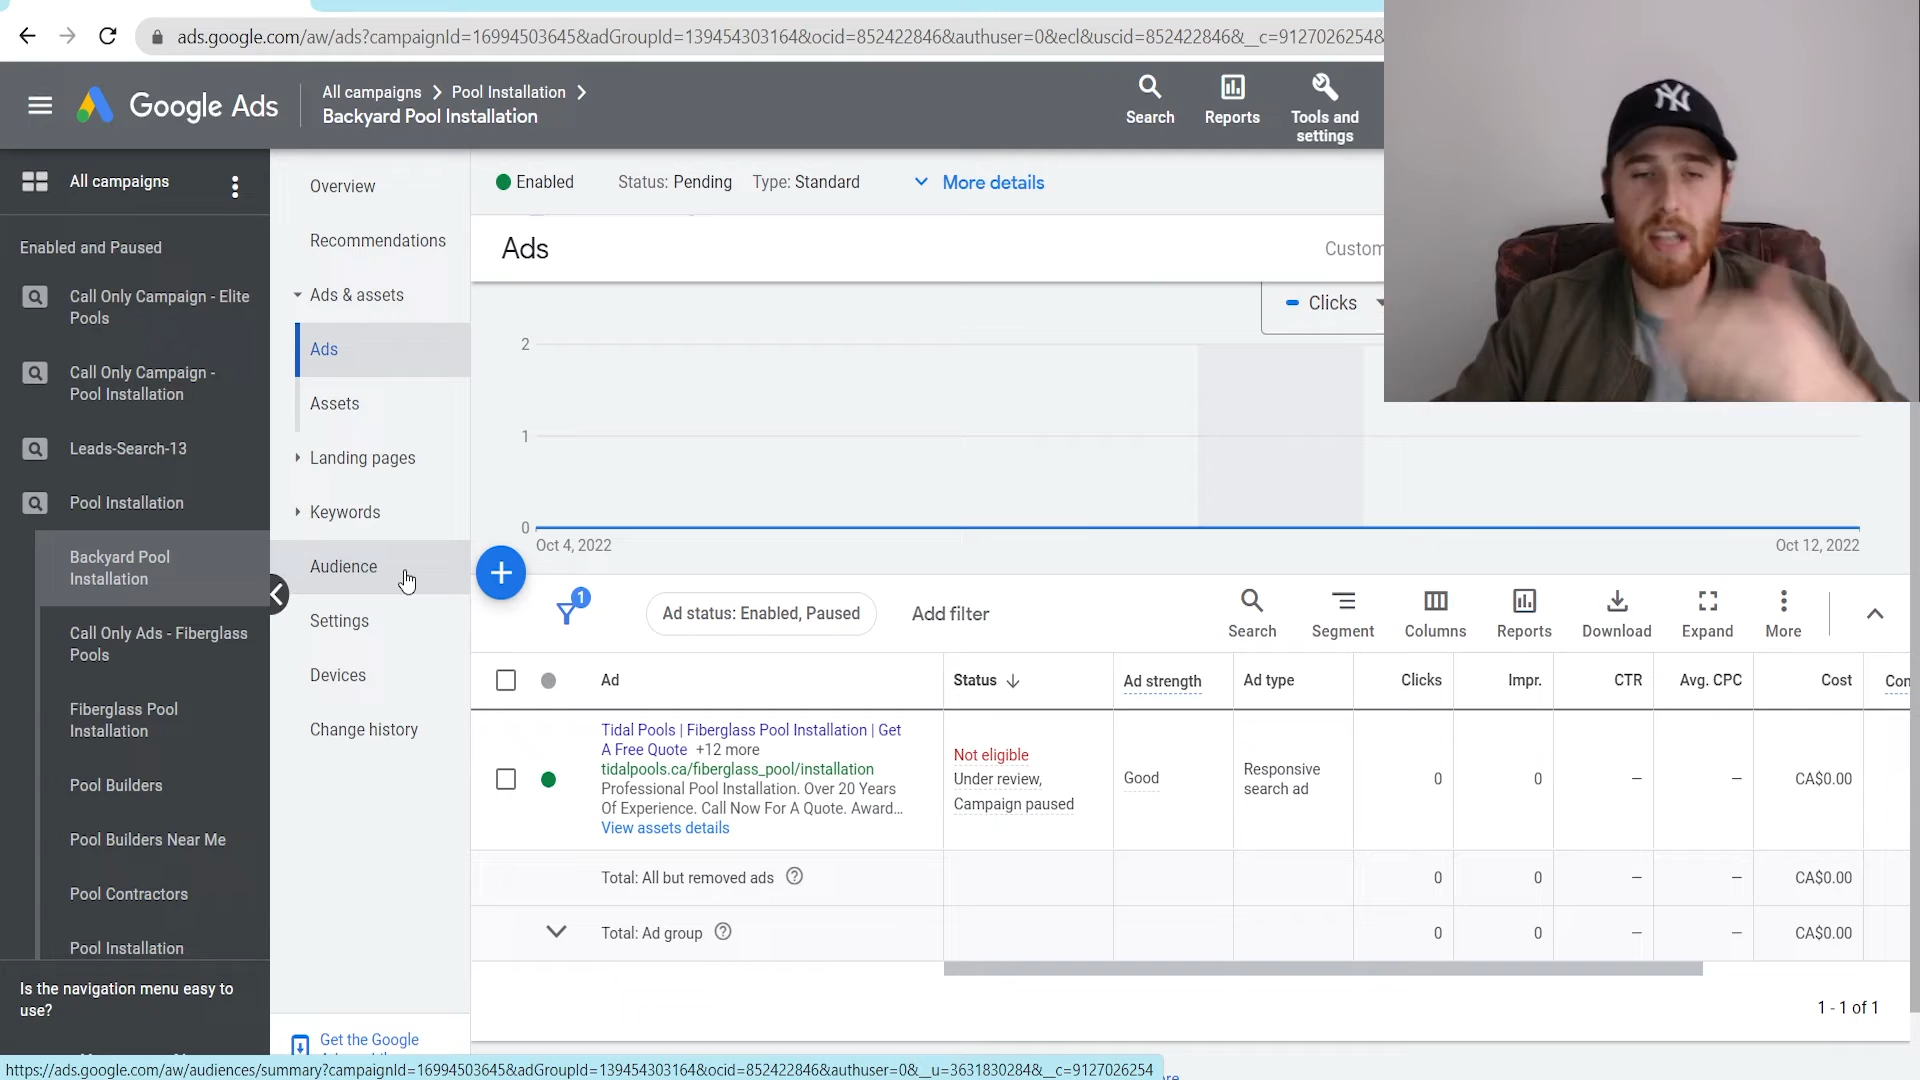 ads.google.com/aw/ads?campaignId=16994503645&adGroupId=139454303164&ocid=852422846&authuser=0&ecl&uscid=852422846&__c=9127026254&
Google Ads
All campaigns > Pool Installation >
Backyard Pool Installation
Search
Reports
Tools and
settings
NY
All campaigns
Enabled and Paused
Call Only Campaign - Elite
Pools
Call Only Campaign -
Pool Installation
Leads-Search-13
Pool Installation
Backyard Pool
Installation
Call Only Ads - Fiberglass
Pools
Fiberglass Pool
Installation
Pool Builders
Pool Builders Near Me
Pool Contractors
Pool Installation
Is the navigation menu easy to
use?
Overview
Recommendations
Ads & assets
Ads
Assets
Landing pages
Keywords
Audience
Settings
Devices
Change history
Get the Google
Enabled
Status: Pending
Type: Standard
More details
Ads
Custom
Clicks
2
1
0
Oct 4, 2022
Oct 12, 2022
1
Ad status: Enabled, Paused
Add filter
Search
Segment
Columns
Reports
Download
Expand
More
Ad
Status
Ad strength
Ad type
Clicks
Impr.
CTR
Avg. CPC
Cost
Con
Tidal Pools | Fiberglass Pool Installation | Get
A Free Quote +12 more
tidalpools.ca/fiberglass_pool/installation
Professional Pool Installation. Over 20 Years
Of Experience. Call Now For A Quote. Award...
View assets details
Not eligible
Under review,
Campaign paused
Good
Responsive
search ad
0
0
—
—
CA$0.00
Total: All but removed ads
0
0
—
—
CA$0.00
Total: Ad group
0
0
—
—
CA$0.00
1 - 1 of 1
https://ads.google.com/aw/audiences/summary?campaignId=16994503645&adGroupId=139454303164&ocid=852422846&authuser=0&__u=3631830284&__c=9127026254